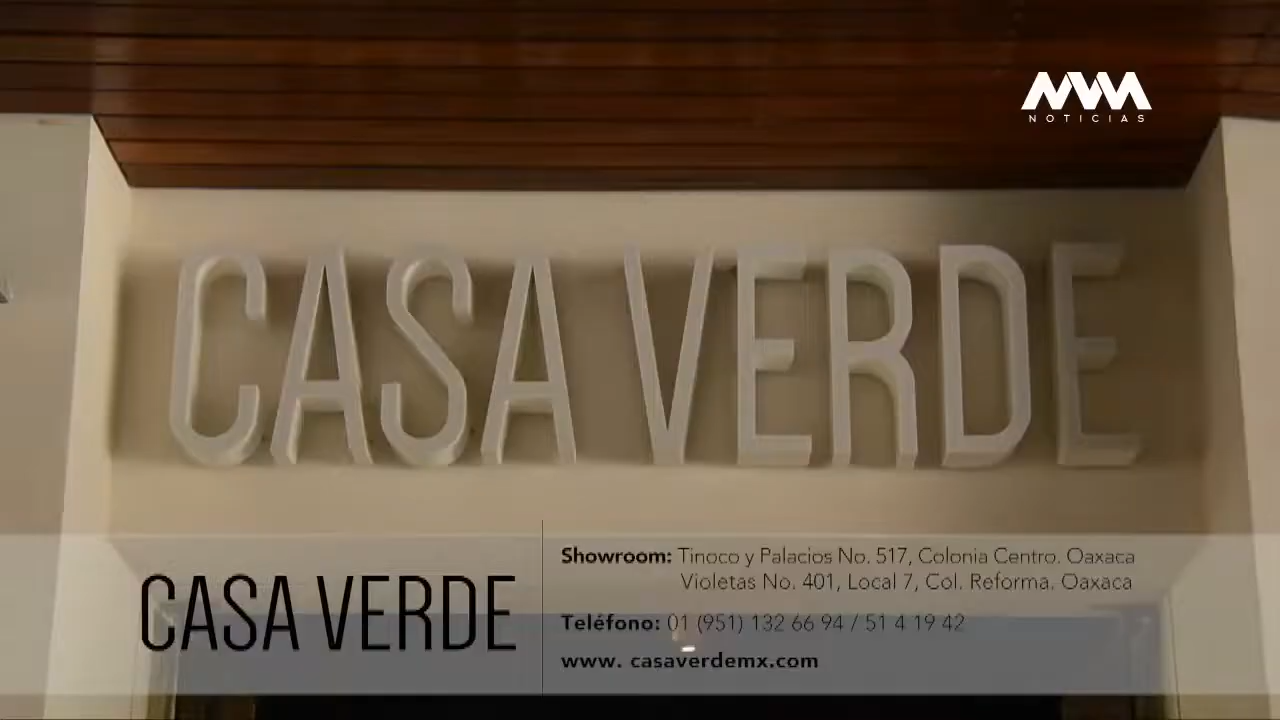 MVM
NOTICIAS
CASA VERDE
CASA VERDE
Showroom: Tinoco y Palacios No. 517, Colonia Centro. Oaxaca
Violetas No. 401, Local 7, Col. Reforma. Oaxaca
Teléfono: 01 (951) 132 66 94 / 51 4 19 42
www. casaverdemx.com